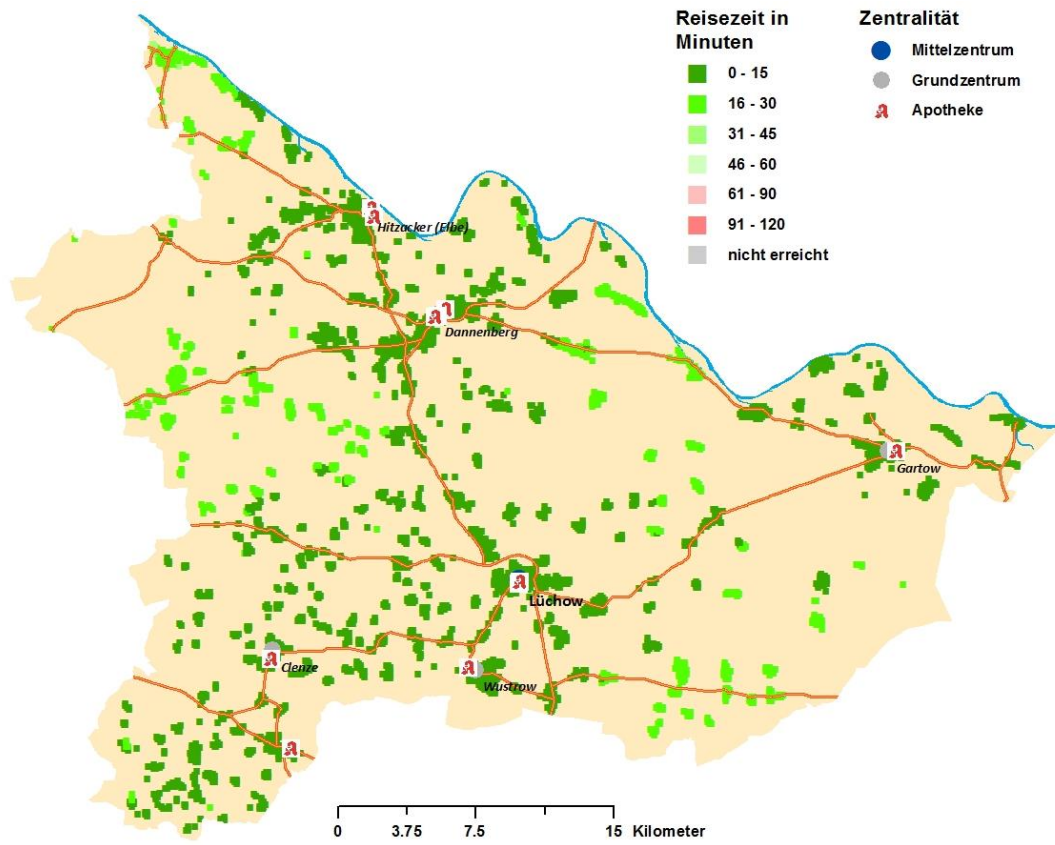 Reisezeit in
Minuten
0 - 15
16 - 30
31 - 45
46 - 60
61 - 90
91 - 120
nicht erreicht
Zentralität
Mittelzentrum
Grundzentrum
Apotheke
Hitzacker (Elbe)
Dannenberg
Gartow
Lüchow
Clenze
Wustrow
0 3.75 7.5 15 Kilometer